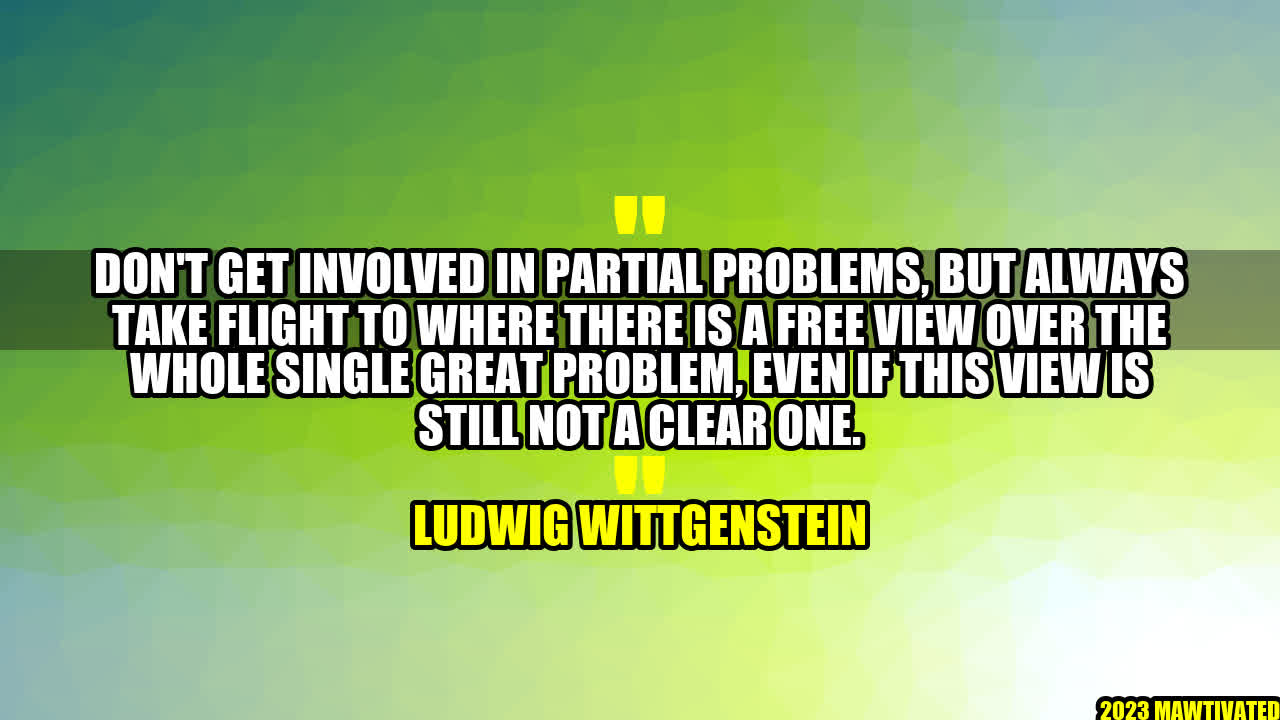 "
DON'T GET INVOLVED IN PARTIAL PROBLEMS, BUT ALWAYS
TAKE FLIGHT TO WHERE THERE IS A FREE VIEW OVER THE
WHOLE SINGLE GREAT PROBLEM, EVEN IF THIS VIEW IS
STILL NOT A CLEAR ONE.
"
LUDWIG WITTGENSTEIN
2023 MAWTIVATED